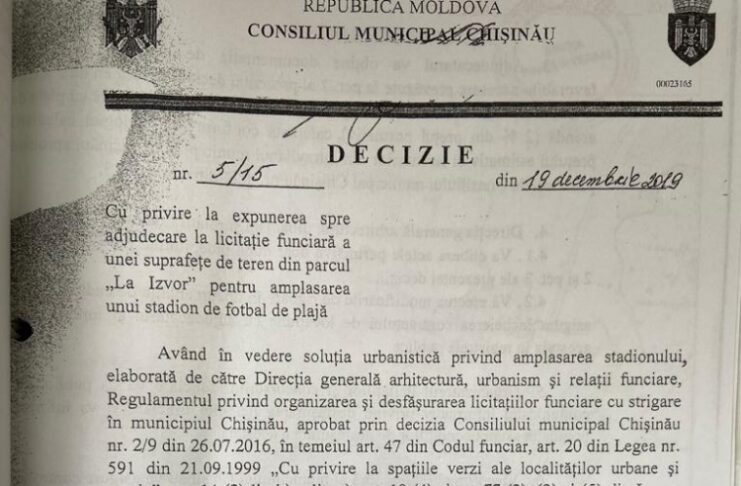 REPUBLICA MOLDOVA
CONSILIUL MUNICIPAL CHIȘINĂU
00023165
DECIZIE
nr. 5/15 din 19 decembrie 2019
Cu privire la expunerea spre
adjudecare la licitație funciară a
unei suprafețe de teren din parcul
„La Izvor” pentru amplasarea
unui stadion de fotbal de plajă
Având în vedere soluția urbanistică privind amplasarea stadionului,
elaborată de către Direcția generală arhitectură, urbanism și relații funciare,
Regulamentul privind organizarea și desfășurarea licitațiilor funciare cu strigare
în municipiul Chișinău, aprobat prin decizia Consiliului municipal Chișinău
nr. 2/9 din 26.07.2016, în temeiul art. 47 din Codul funciar, art. 20 din Legea nr.
591 din 21.09.1999 „Cu privire la spațiile verzi ale localităților urbane și